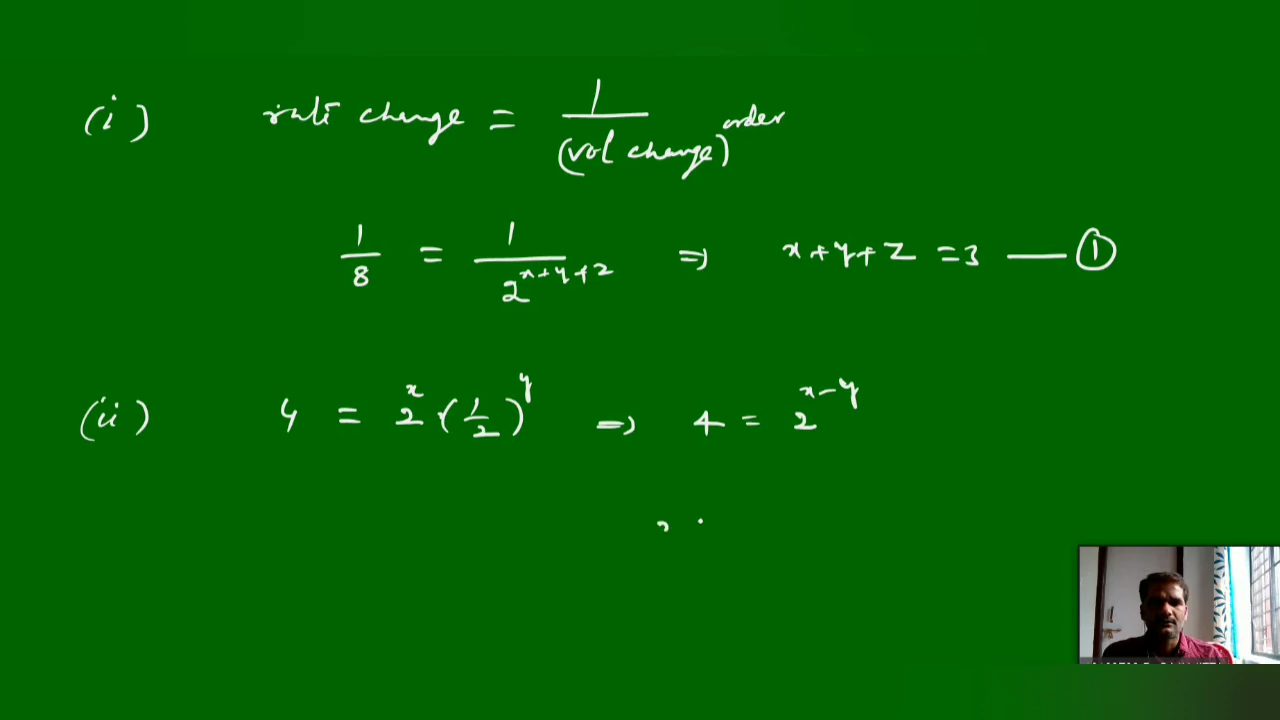 (i) rate change = 1/(vol change)^order
1/8 = 1/2^(x+y+z) ⇒ x+y+z = 3 —— ①
(ii) 4 = 2^x · (1/2)^y ⇒ 4 = 2^(x-y)